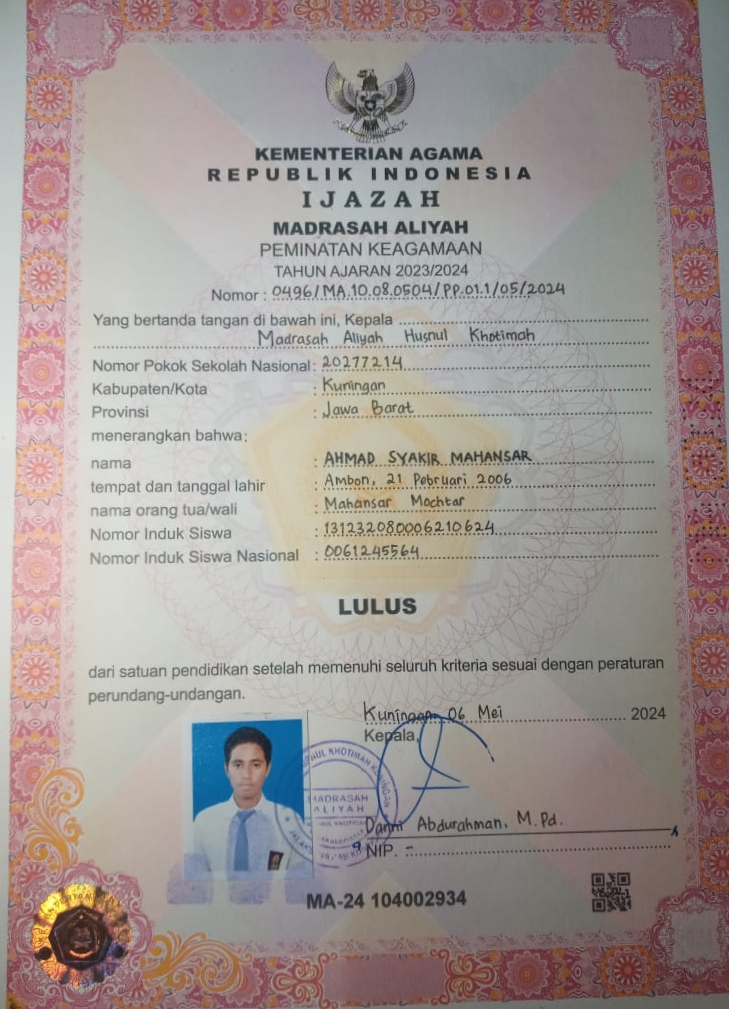 KEMENTERIAN AGAMA
REPUBLIK INDONESIA
IJAZAH
MADRASAH ALIYAH
PEMINATAN KEAGAMAAN
TAHUN AJARAN 2023/2024
Nomor : 0496/MA.10.08.0504/PP.01.1/05/2024
Yang bertanda tangan di bawah ini, Kepala
Madrasah Aliyah Husnul Khotimah
Nomor Pokok Sekolah Nasional : 20277214
Kabupaten/Kota : Kuningan
Provinsi : Jawa Barat
menerangkan bahwa:
nama : AHMAD SYAKIR MAHANSAR
tempat dan tanggal lahir : Ambon, 21 Pebruari 2006
nama orang tua/wali : Mahansar Mochtar
Nomor Induk Siswa : 131232080006210624
Nomor Induk Siswa Nasional : 0061245564
LULUS
dari satuan pendidikan setelah memenuhi seluruh kriteria sesuai dengan peraturan
perundang-undangan.
Kuningan, 06 Mei 2024
Kepala,
KHOTIMAH KUNINGAN
MADRASAH
ALIYAH
Danni Abdurahman, M.Pd.
NIP. -
MA-24 104002934